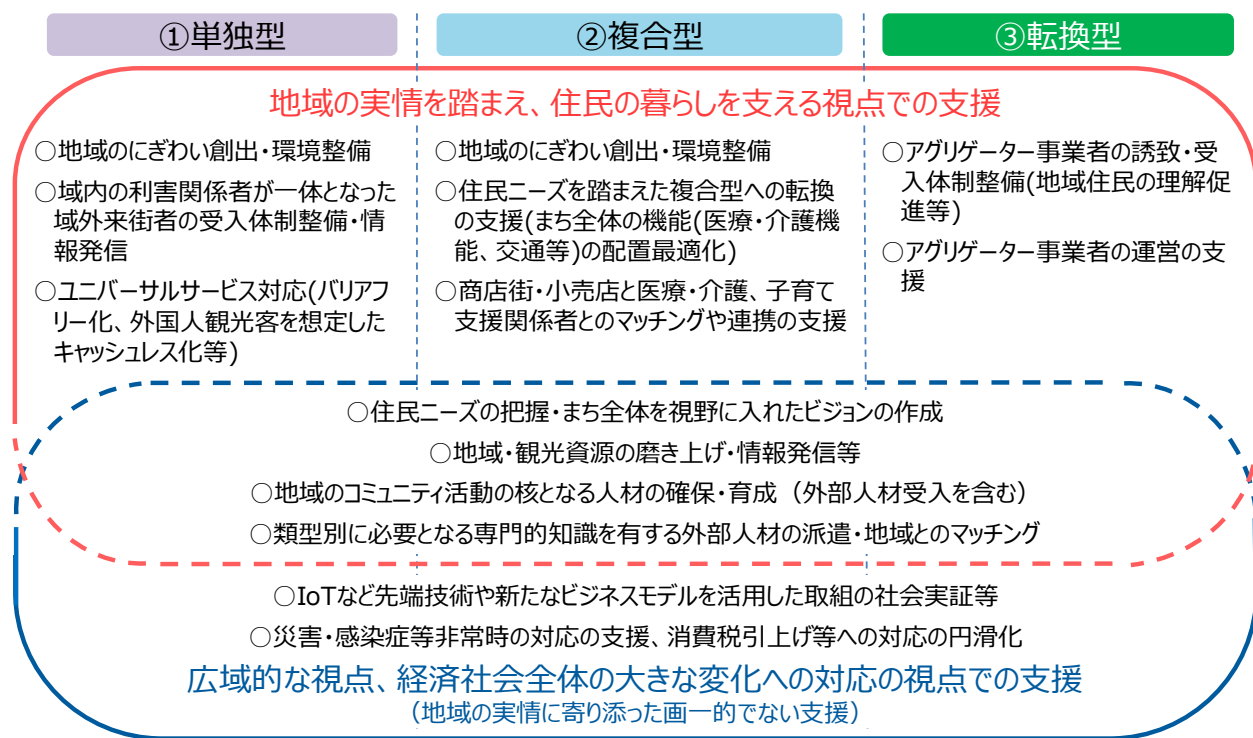 ①単独型
②複合型
③転換型
地域の実情を踏まえ、住民の暮らしを支える視点での支援
○地域のにぎわい創出・環境整備
○域内の利害関係者が一体となった
域外来街者の受入体制整備・情
報発信
○ユニバーサルサービス対応(バリアフ
リー化、外国人観光客を想定した
キャッシュレス化等)
○地域のにぎわい創出・環境整備
○住民ニーズを踏まえた複合型への転換
の支援(まち全体の機能(医療・介護機
能、交通等)の配置最適化)
○商店街・小売店と医療・介護、子育て
支援関係者とのマッチングや連携の支援
○アグリゲーター事業者の誘致・受
入体制整備(地域住民の理解促
進等)
○アグリゲーター事業者の運営の支
援
○住民ニーズの把握・まち全体を視野に入れたビジョンの作成
○地域・観光資源の磨き上げ・情報発信等
○地域のコミュニティ活動の核となる人材の確保・育成（外部人材受入を含む）
○類型別に必要となる専門的知識を有する外部人材の派遣・地域とのマッチング
○IoTなど先端技術や新たなビジネスモデルを活用した取組の社会実証等
○災害・感染症等非常時の対応の支援、消費税引上げ等への対応の円滑化
広域的な視点、経済社会全体の大きな変化への対応の視点での支援
（地域の実情に寄り添った画一的でない支援）